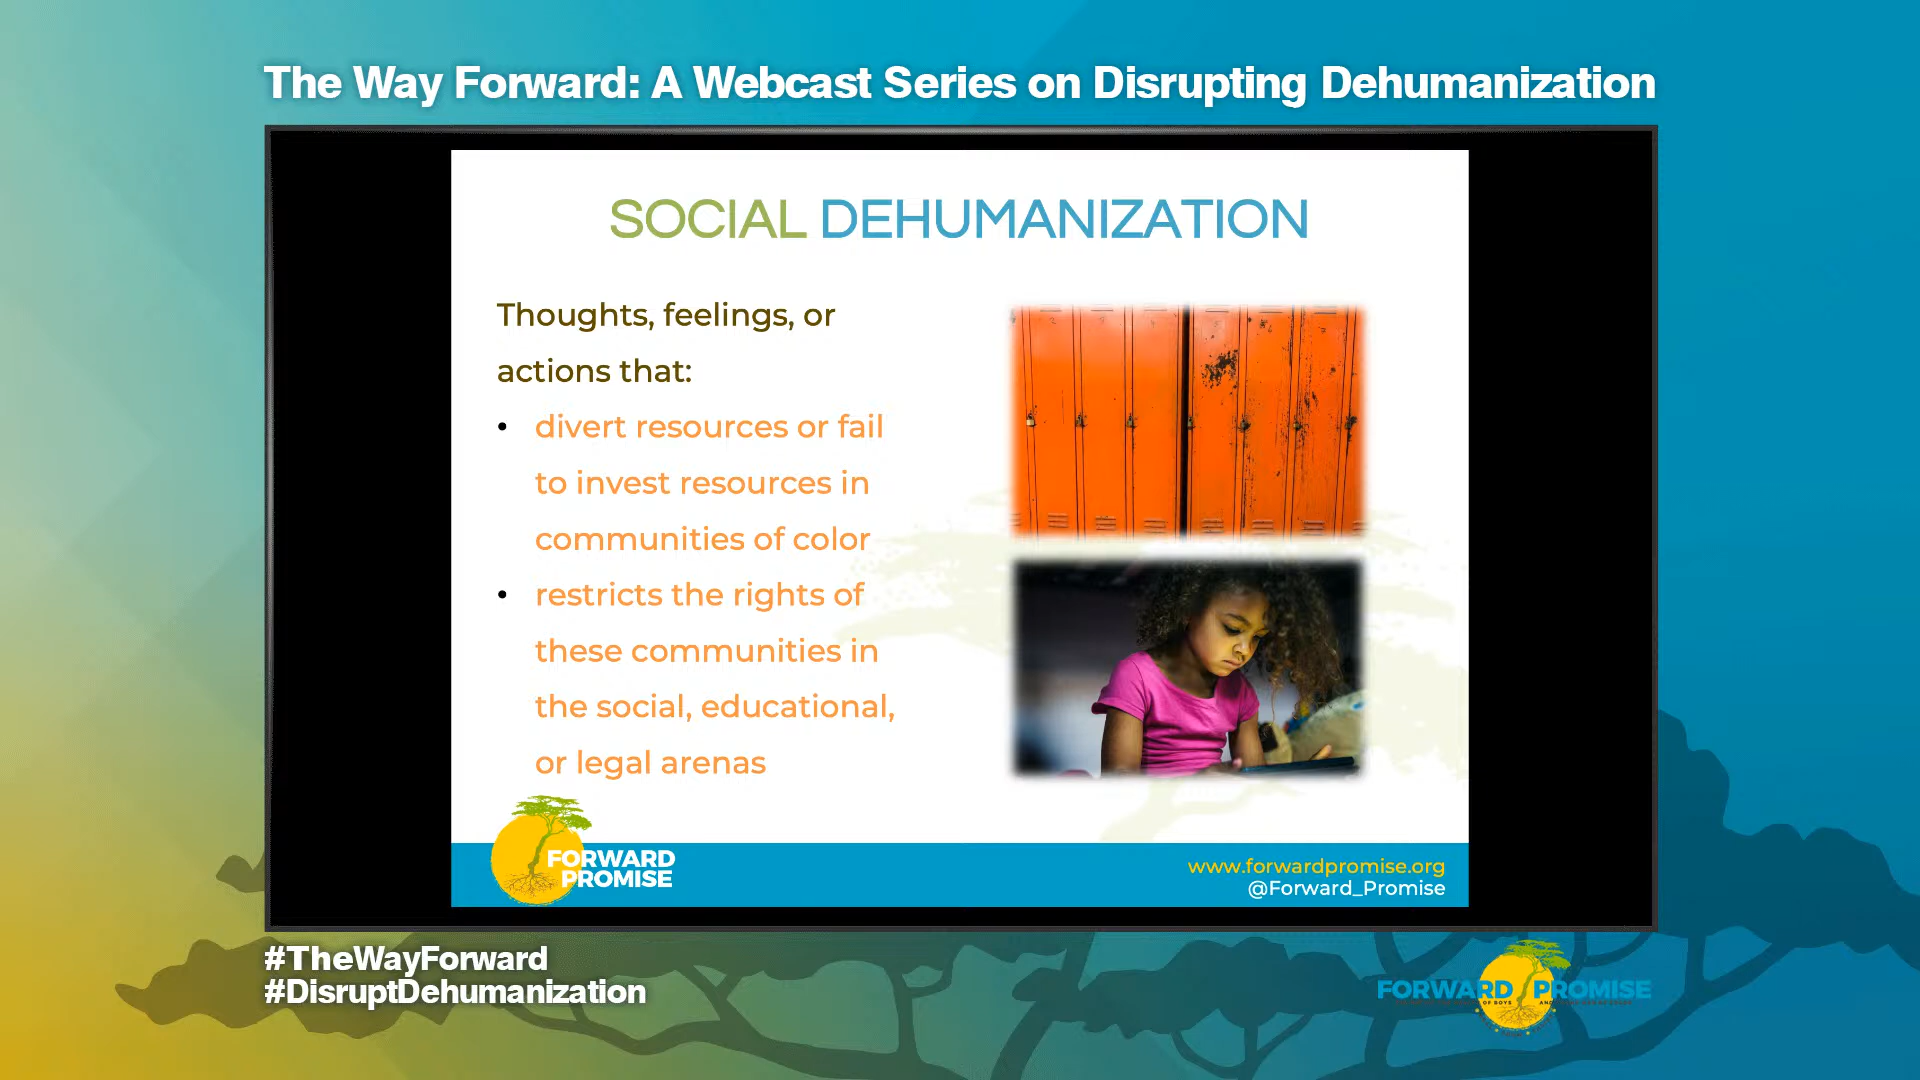 The Way Forward: A Webcast Series on Disrupting Dehumanization
SOCIAL DEHUMANIZATION
Thoughts, feelings, or
actions that:
• divert resources or fail
to invest resources in
communities of color
• restricts the rights of
these communities in
the social, educational,
or legal arenas
FORWARD
PROMISE
www.forwardpromise.org
@Forward_Promise
#TheWayForward
#DisruptDehumanization
FORWARD PROMISE
OF BOYS